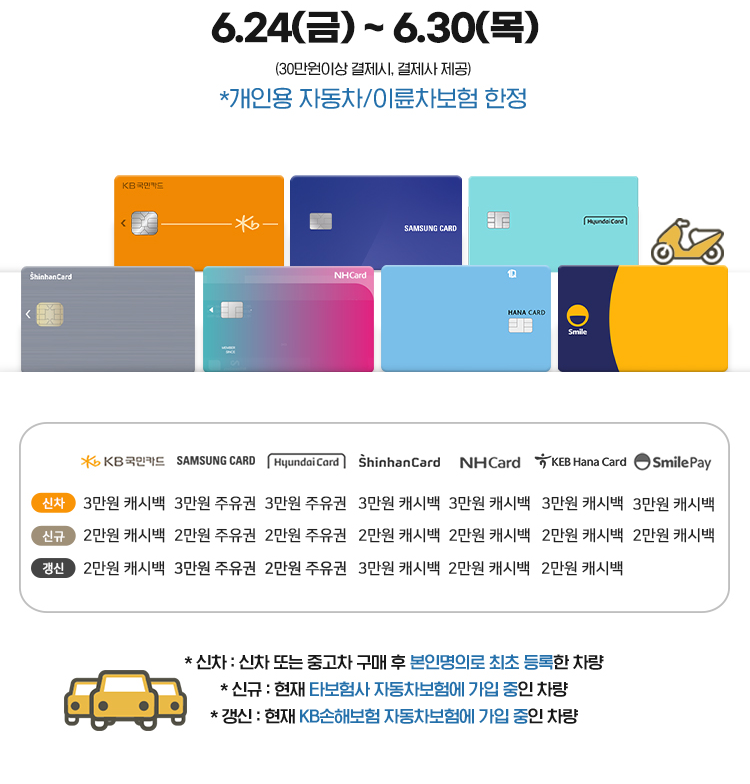 6.24(금) ~ 6.30(목)
(30만원이상 결제시, 결제사 제공)
*개인용 자동차/이륜차보험 한정
KB 국민카드
SAMSUNG CARD
HyundaiCard
ShinhanCard
NH Card
HANA CARD
Smile
KB 국민카드 SAMSUNG CARD HyundaiCard ShinhanCard NH Card KEB Hana Card Smile Pay
신차 3만원 캐시백 3만원 주유권 3만원 주유권 3만원 캐시백 3만원 캐시백 3만원 캐시백 3만원 캐시백
신규 2만원 캐시백 2만원 주유권 2만원 주유권 2만원 캐시백 2만원 캐시백 2만원 캐시백 2만원 캐시백
갱신 2만원 캐시백 3만원 주유권 2만원 주유권 3만원 캐시백 2만원 캐시백 2만원 캐시백
* 신차 : 신차 또는 중고차 구매 후 본인명의로 최초 등록한 차량
* 신규 : 현재 타보험사 자동차보험에 가입 중인 차량
* 갱신 : 현재 KB손해보험 자동차보험에 가입 중인 차량